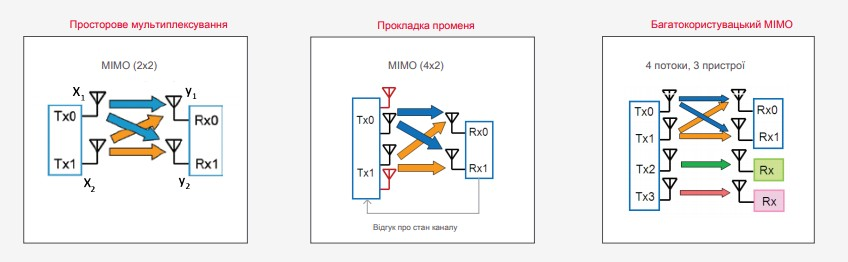 Просторове мультиплексування
MIMO (2x2)
X1
y1
Tx0
Rx0
Tx1
Rx1
X2
y2
Прокладка променя
MIMO (4x2)
Tx0
Rx0
Tx1
Rx1
Відгук про стан каналу
Багатокористувацький MIMO
4 потоки, 3 пристрої
Tx0
Rx0
Tx1
Rx1
Tx2
Rx
Tx3
Rx